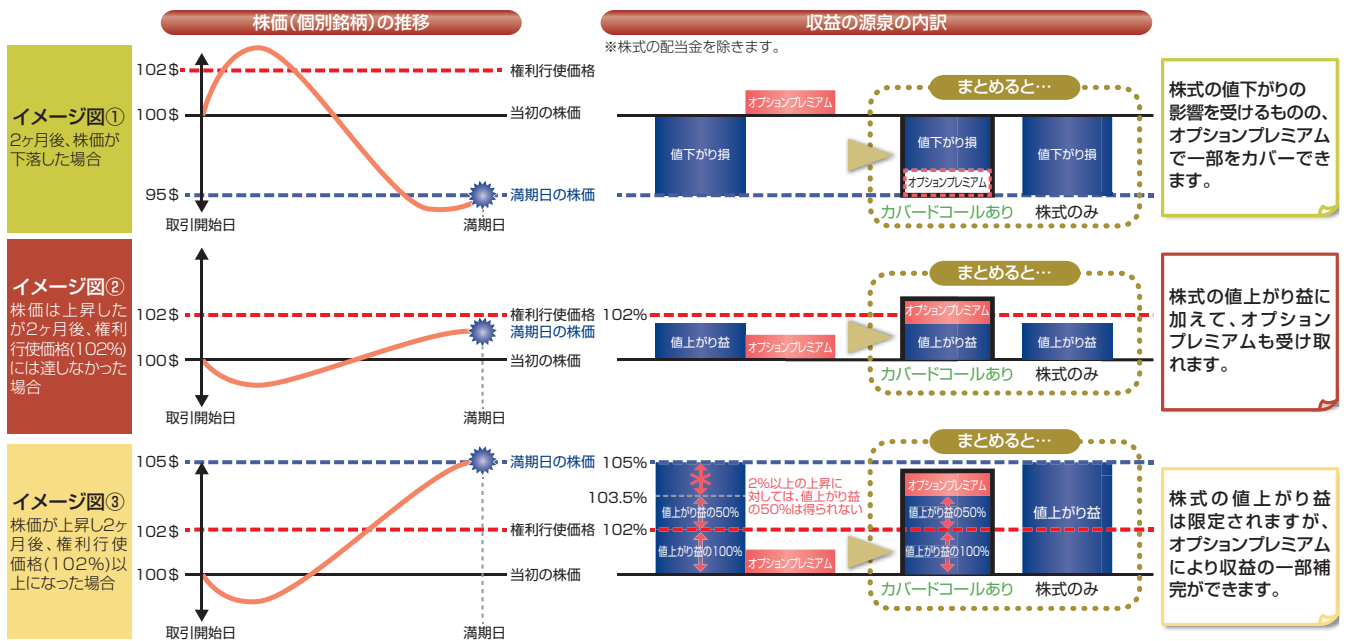 株価(個別銘柄)の推移
収益の源泉の内訳
※株式の配当金を除きます。
イメージ図①
2ヶ月後、株価が
下落した場合
102$
100$
95$
権利行使価格
当初の株価
満期日の株価
取引開始日
満期日
オプションプレミアム
値下がり損
まとめると…
値下がり損
オプションプレミアム
値下がり損
カバードコールあり
株式のみ
株式の値下がりの
影響を受けるものの、
オプションプレミアム
で一部をカバーでき
ます。
イメージ図②
株価は上昇した
が2ヶ月後、権利
行使価格(102%)
には達しなかった
場合
102$
100$
権利行使価格
満期日の株価
当初の株価
取引開始日
満期日
102%
値上がり益
オプションプレミアム
まとめると…
オプションプレミアム
値上がり益
値上がり益
カバードコールあり
株式のみ
株式の値上がり益に
加えて、オプション
プレミアムも受け取
れます。
イメージ図③
株価が上昇し2ヶ
月後、権利行使
価格(102%)以
上になった場合
105$
102$
100$
満期日の株価
権利行使価格
当初の株価
取引開始日
満期日
105%
103.5%
102%
2%以上の上昇に
対しては、値上がり益
の50%は得られない
値上がり益の50%
値上がり益の100%
オプションプレミアム
まとめると…
オプションプレミアム
値上がり益の50%
値上がり益の100%
値上がり益
カバードコールあり
株式のみ
株式の値上がり益
は限定されますが、
オプションプレミアム
により収益の一部補
完ができます。